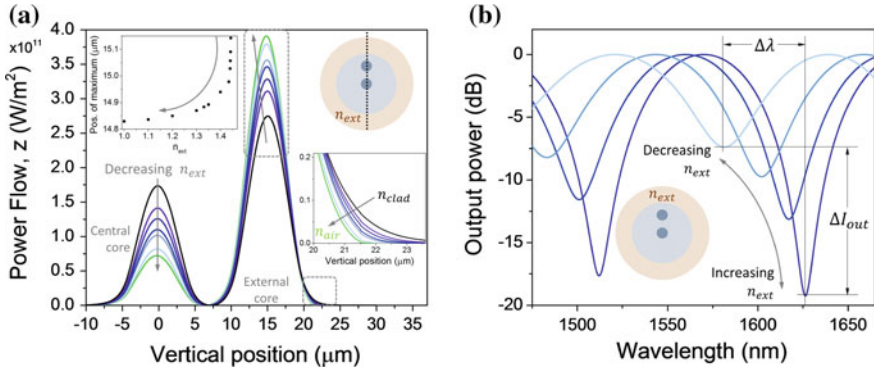 (a)
×10¹¹
Power Flow, z (W/m²)
4.0
3.5
3.0
2.5
2.0
1.5
1.0
0.5
0.0
-10
-5
0
5
10
15
20
25
30
35
Vertical position (μm)
Pos. of maximum (μm)
15.1
15.0
14.9
14.8
1.0
1.1
1.2
1.3
1.4
n_ext
Decreasing n_ext
Central
core
External
core
n_ext
0.2
0.1
0.0
20
21
22
23
n_clad
n_air
Vertical position (μm)
(b)
Output power (dB)
0
-5
-10
-15
-20
1500
1550
1600
1650
Wavelength (nm)
Δλ
Decreasing
n_ext
ΔI_out
Increasing
n_ext
n_ext